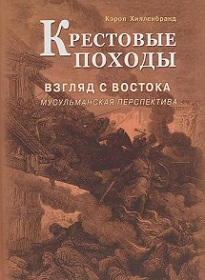 Кэрол Хилленбранд
КРЕСТОВЫЕ
ПОХОДЫ
ВЗГЛЯД С ВОСТОКА
МУСУЛЬМАНСКАЯ ПЕРСПЕКТИВА